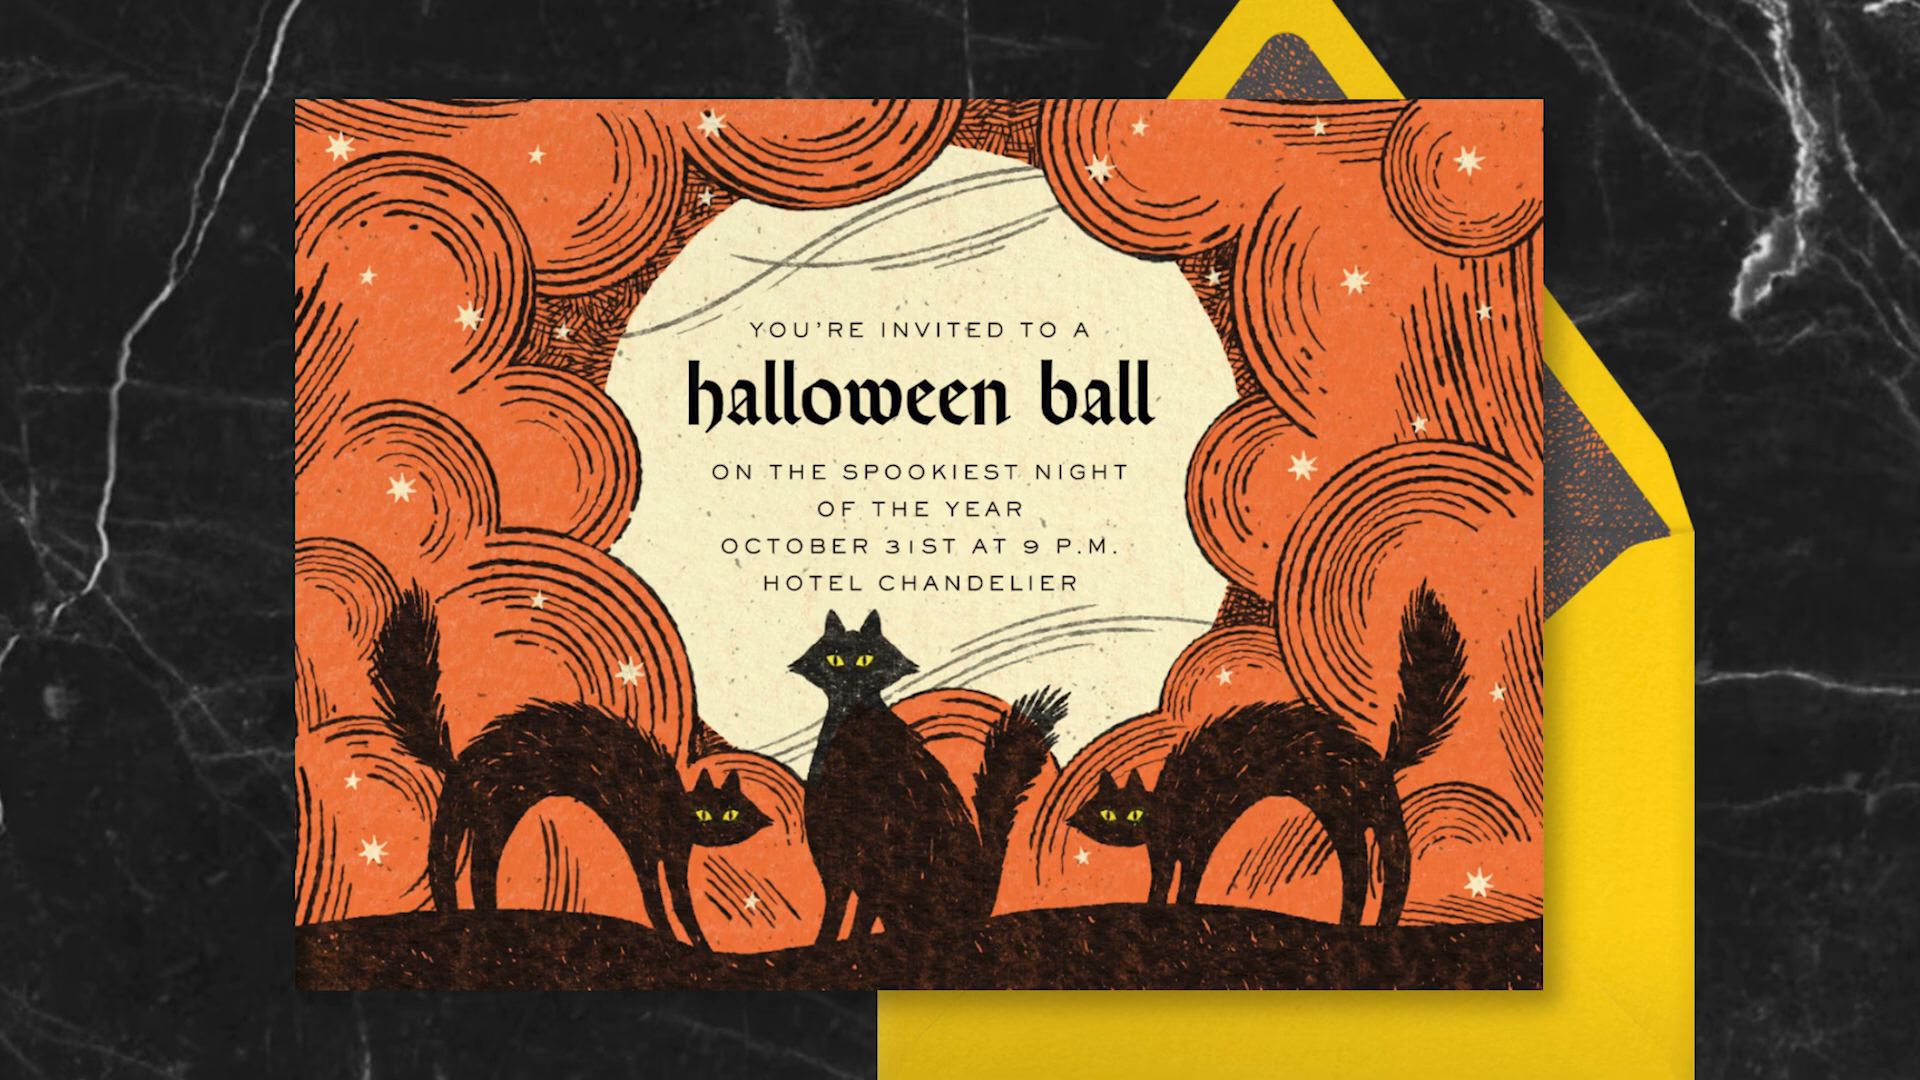 YOU'RE INVITED TO A
halloween ball
ON THE SPOOKIEST NIGHT
OF THE YEAR
OCTOBER 31ST AT 9 P.M.
HOTEL CHANDELIER